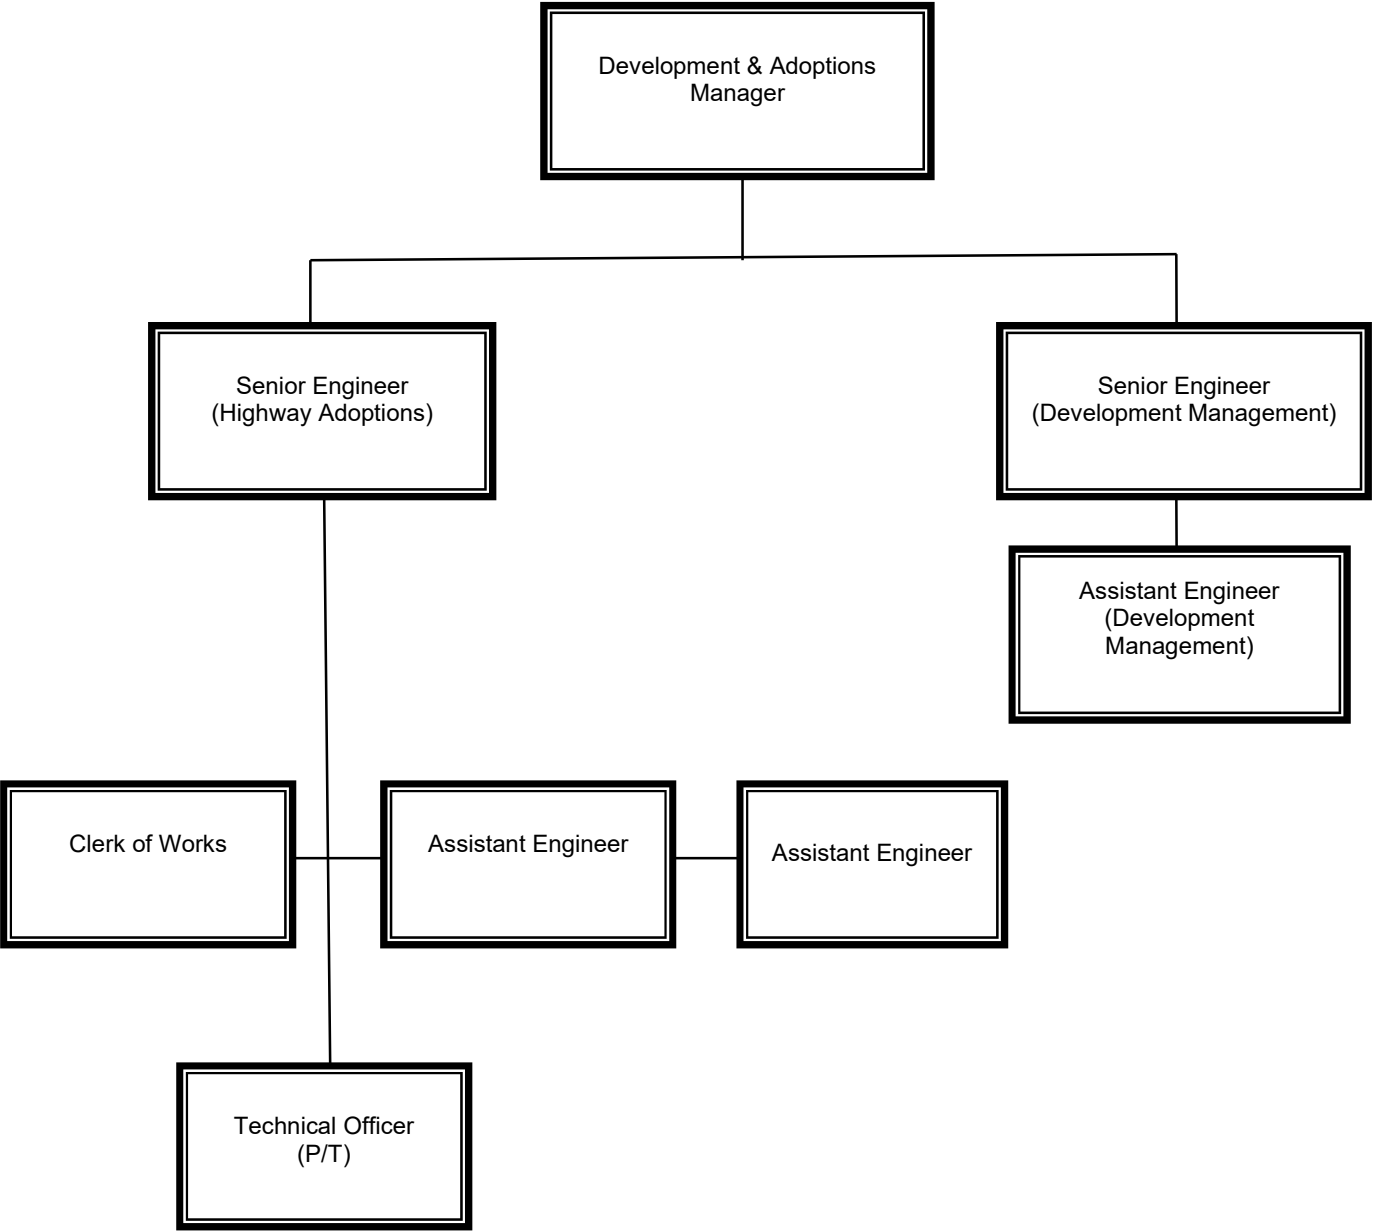 Development & Adoptions
Manager
Senior Engineer
(Highway Adoptions)
Senior Engineer
(Development Management)
Assistant Engineer
(Development
Management)
Clerk of Works
Assistant Engineer
Assistant Engineer
Technical Officer
(P/T)